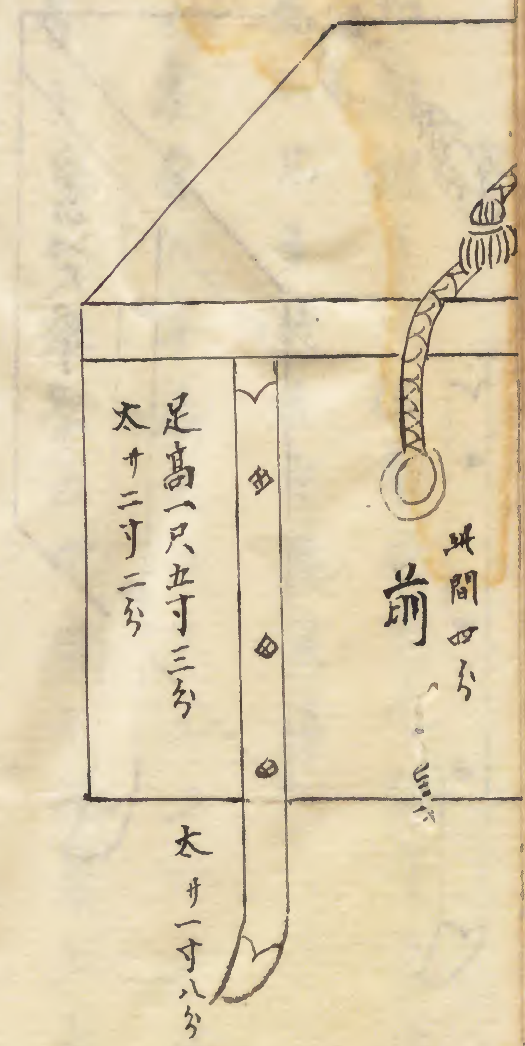 間四分
前
足高一尺五寸三分
太サ二寸二分
太サ一寸八分